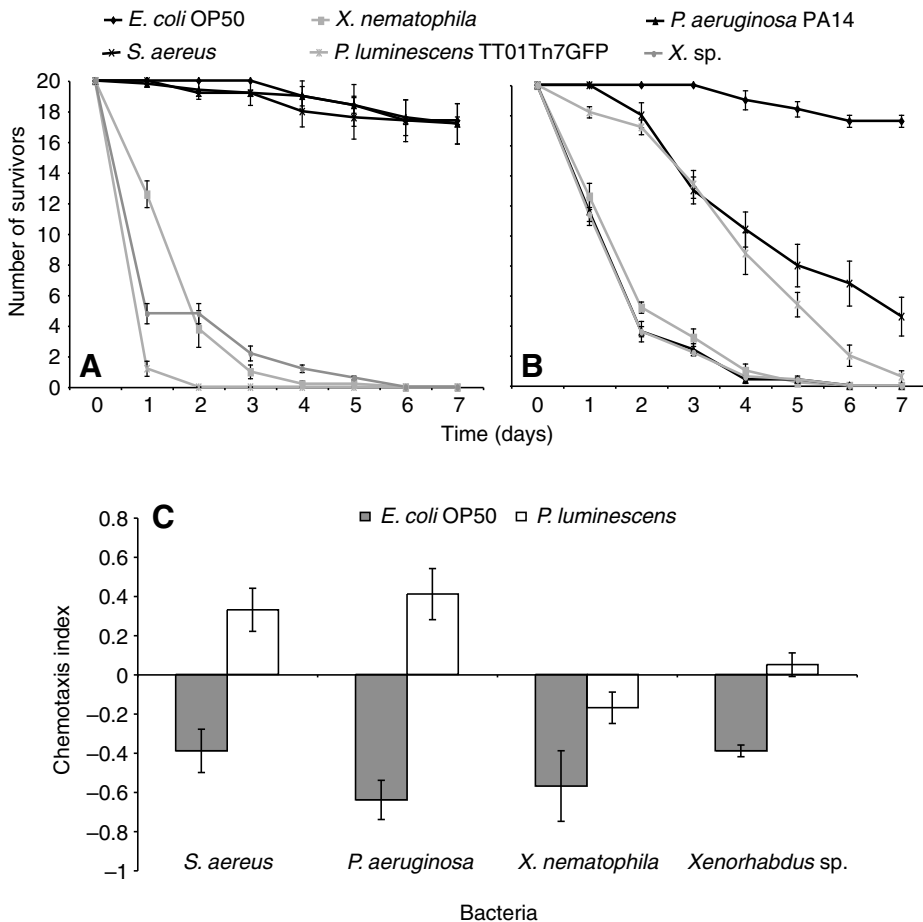 E. coli OP50 X. nematophila P. aeruginosa PA14
S. aereus P. luminescens TT01Tn7GFP X. sp.
Number of survivors
20
18
16
14
12
10
8
6
4
2
0
A
0 1 2 3 4 5 6 7
B
0 1 2 3 4 5 6 7
Time (days)
C
E. coli OP50 P. luminescens
Chemotaxis index
0.8
0.6
0.4
0.2
0
–0.2
–0.4
–0.6
–0.8
–1
S. aereus P. aeruginosa X. nematophila Xenorhabdus sp.
Bacteria